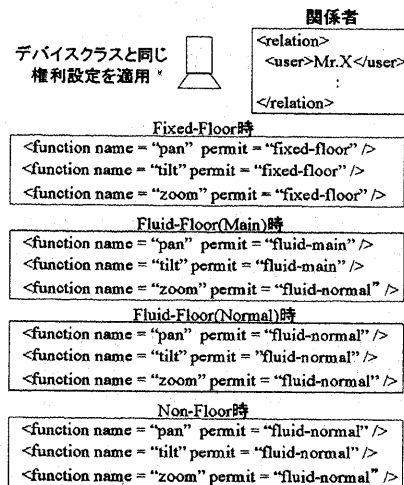 関係者
デバイスクラスと同じ
権利設定を適用
<relation>
<user>Mr.X</user>
:
</relation>
Fixed-Floor時
<function name = “pan” permit = “fixed-floor” />
<function name = “tilt” permit = “fixed-floor” />
<function name = “zoom” permit = “fixed-floor” />
Fluid-Floor(Main)時
<function name = “pan” permit = “fluid-main” />
<function name = “tilt” permit = “fluid-main” />
<function name = “zoom” permit = “fluid-normal” />
Fluid-Floor(Normal)時
<function name = “pan” permit = “fluid-normal” />
<function name = “tilt” permit = ”fluid-normal” />
<function name = “zoom” permit = “fluid-normal” />
Non-Floor時
<function name = “pan” permit = “fluid-normal” />
<function name = “tilt” permit = “fluid-normal” />
<function name = “zoom” permit = “fluid-normal” />